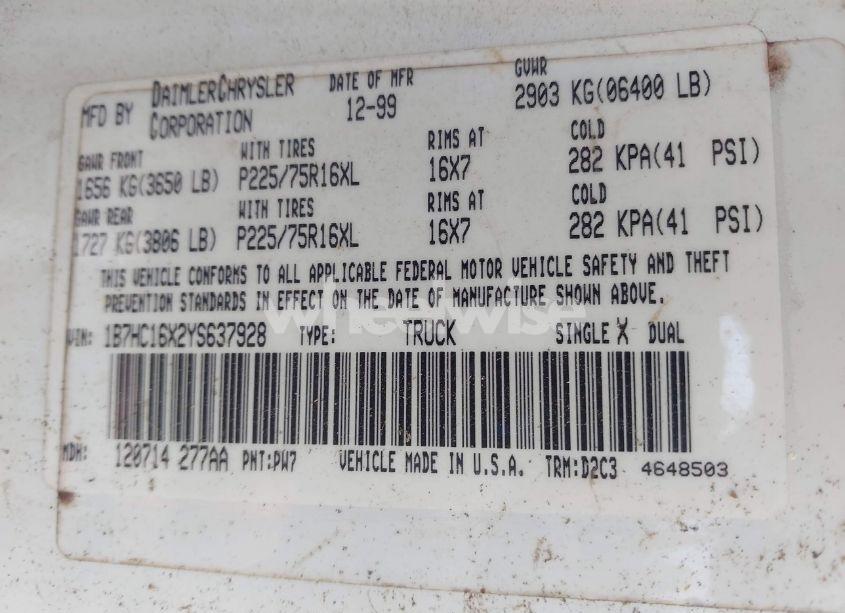 MFD BY DAIMLERCHRYSLER CORPORATION DATE OF MFR 12-99 GVWR 2903 KG(06400 LB)
GAWR FRONT WITH TIRES RIMS AT COLD
1656 KG(3650 LB) P225/75R16XL 16X7 282 KPA(41 PSI)
GAWR REAR WITH TIRES RIMS AT COLD
1727 KG(3806 LB) P225/75R16XL 16X7 282 KPA(41 PSI)
THIS VEHICLE CONFORMS TO ALL APPLICABLE FEDERAL MOTOR VEHICLE SAFETY AND THEFT
PREVENTION STANDARDS IN EFFECT ON THE DATE OF MANUFACTURE SHOWN ABOVE.
wheelwise
VIN: 1B7HC16X2YS637928 TYPE: TRUCK SINGLE X DUAL
MDH: 120714 277AA PNT:PW7 VEHICLE MADE IN U.S.A. TRM:D2C3 4648503